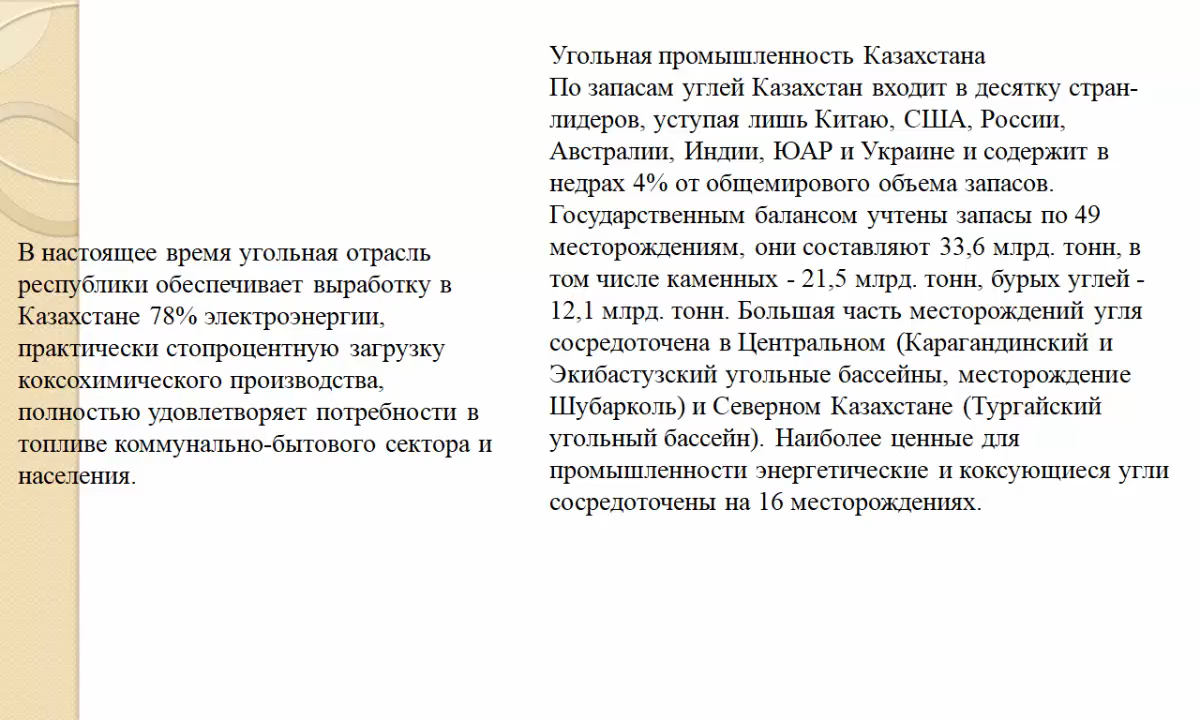 Угольная промышленность Казахстана
По запасам углей Казахстан входит в десятку стран-
лидеров, уступая лишь Китаю, США, России,
Австралии, Индии, ЮАР и Украине и содержит в
недрах 4% от общемирового объема запасов.
Государственным балансом учтены запасы по 49
месторождениям, они составляют 33,6 млрд. тонн, в
том числе каменных - 21,5 млрд. тонн, бурых углей -
12,1 млрд. тонн. Большая часть месторождений угля
сосредоточена в Центральном (Карагандинский и
Экибастузский угольные бассейны, месторождение
Шубарколь) и Северном Казахстане (Тургайский
угольный бассейн). Наиболее ценные для
промышленности энергетические и коксующиеся угли
сосредоточены на 16 месторождениях.
В настоящее время угольная отрасль
республики обеспечивает выработку в
Казахстане 78% электроэнергии,
практически стопроцентную загрузку
коксохимического производства,
полностью удовлетворяет потребности в
топливе коммунально-бытового сектора и
населения.